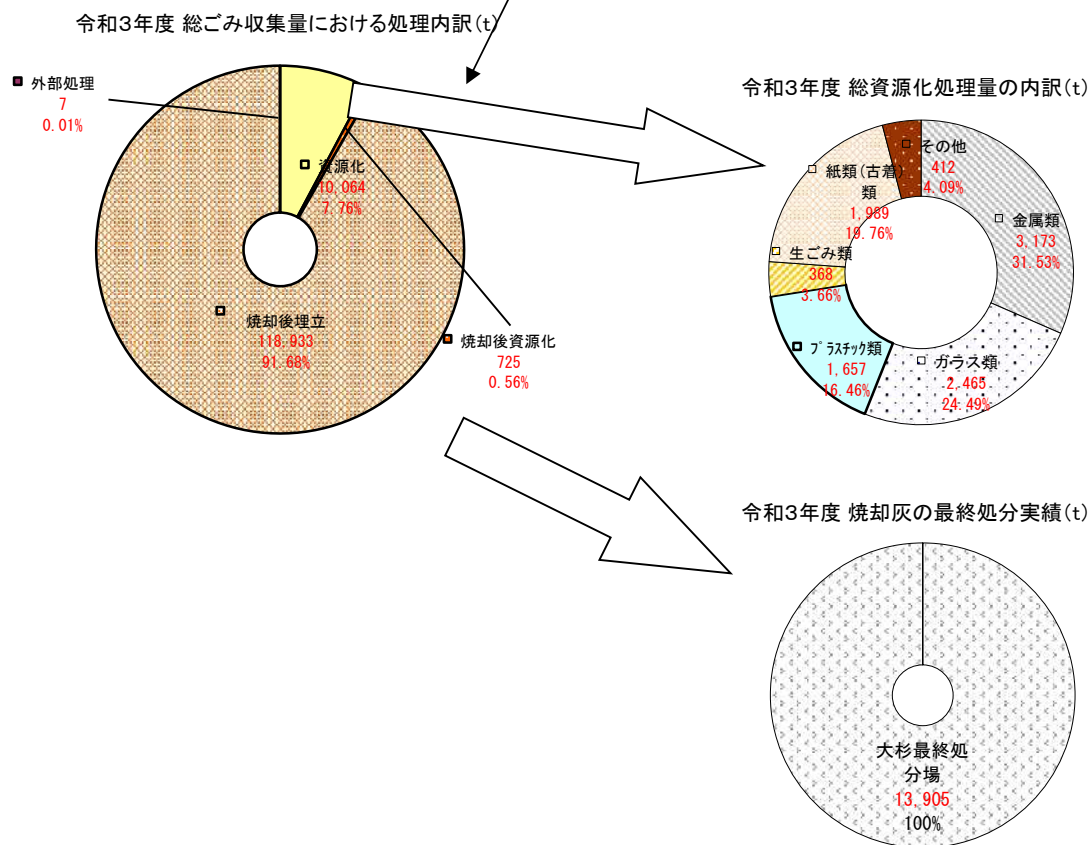 令和3年度 総ごみ収集量における処理内訳(t)
外部処理
7
0.01%
資源化
10,064
7.76%
焼却後埋立
118,933
91.68%
焼却後資源化
725
0.56%
令和3年度 総資源化処理量の内訳(t)
その他
412
4.09%
紙類(古着)
類
1,989
19.76%
金属類
3,173
31.53%
生ごみ類
368
3.66%
プラスチック類
1,657
16.46%
ガラス類
2,465
24.49%
令和3年度 焼却灰の最終処分実績(t)
大杉最終処
分場
13,905
100%